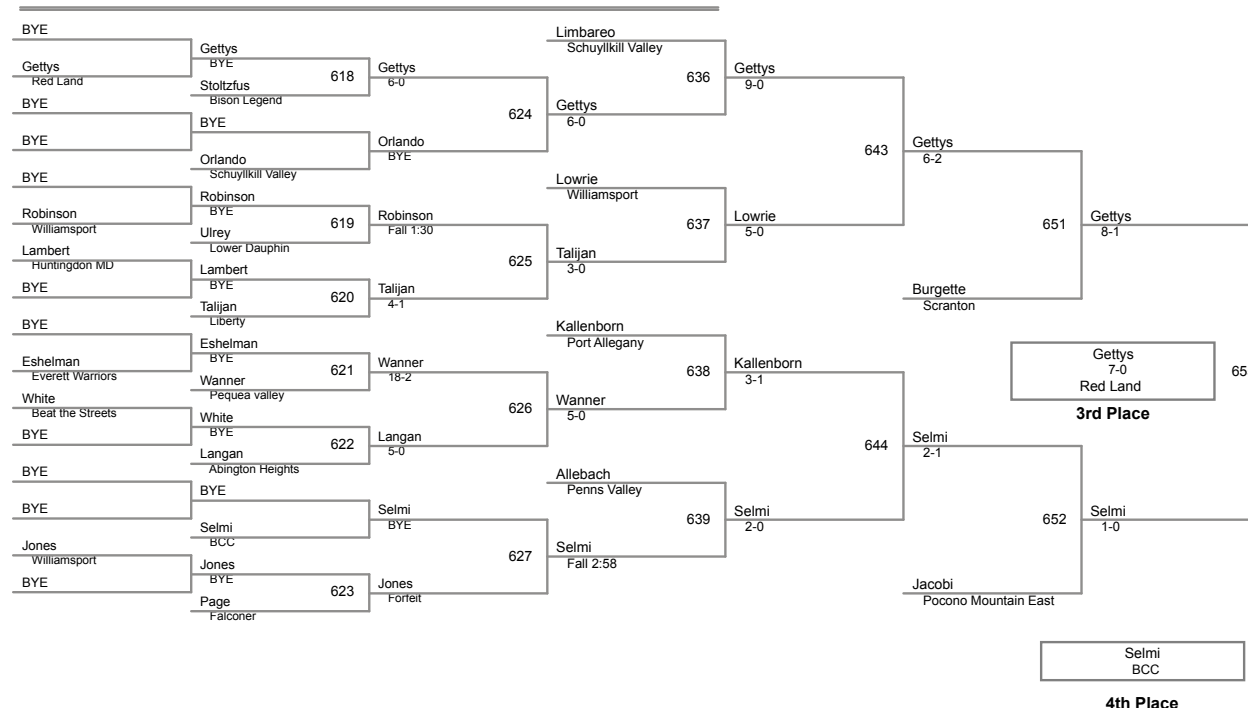 BYE
Gettys
Red Land
BYE
BYE
BYE
Robinson
Williamsport
Lambert
Huntingdon MD
BYE
BYE
Eshelman
Everett Warriors
White
Beat the Streets
BYE
BYE
BYE
Jones
Williamsport
BYE
Gettys
BYE
618
Stoltzfus
Bison Legend
BYE
Orlando
Schuyllkill Valley
Robinson
BYE
619
Ulrey
Lower Dauphin
Lambert
BYE
620
Talijan
Liberty
Eshelman
BYE
621
Wanner
Pequea valley
White
BYE
622
Langan
Abington Heights
BYE
Selmi
BCC
Jones
BYE
623
Page
Falconer
Gettys
6-0
624
Orlando
BYE
Robinson
Fall 1:30
625
Talijan
4-1
Wanner
18-2
626
Langan
5-0
Selmi
BYE
627
Jones
Forfeit
Limbareo
Schuyllkill Valley
636
Gettys
6-0
Lowrie
Williamsport
637
Talijan
3-0
Kallenborn
Port Allegany
638
Wanner
5-0
Allebach
Penns Valley
639
Selmi
Fall 2:58
Gettys
9-0
643
Lowrie
5-0
Kallenborn
3-1
644
Selmi
2-0
Gettys
6-2
651
Burgette
Scranton
Selmi
2-1
652
Jacobi
Pocono Mountain East
Gettys
8-1
Selmi
1-0
Gettys
7-0
Red Land
65
3rd Place
Selmi
BCC
4th Place